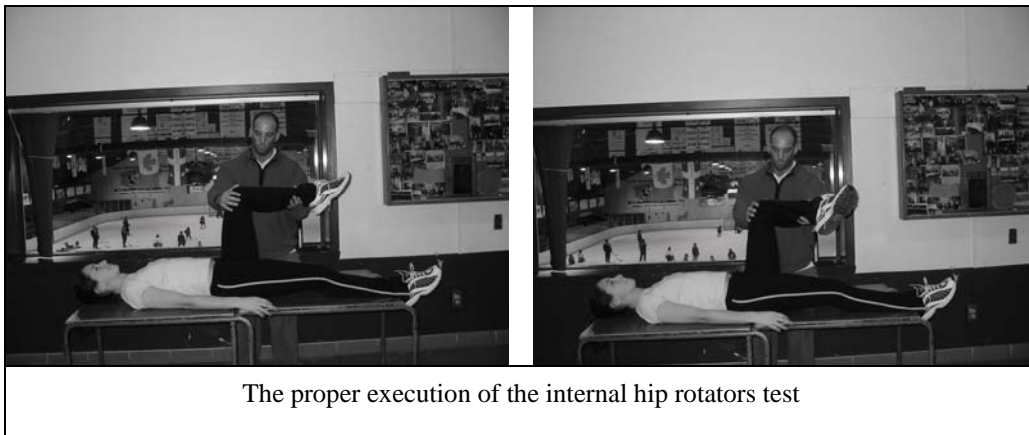 The proper execution of the internal hip rotators test